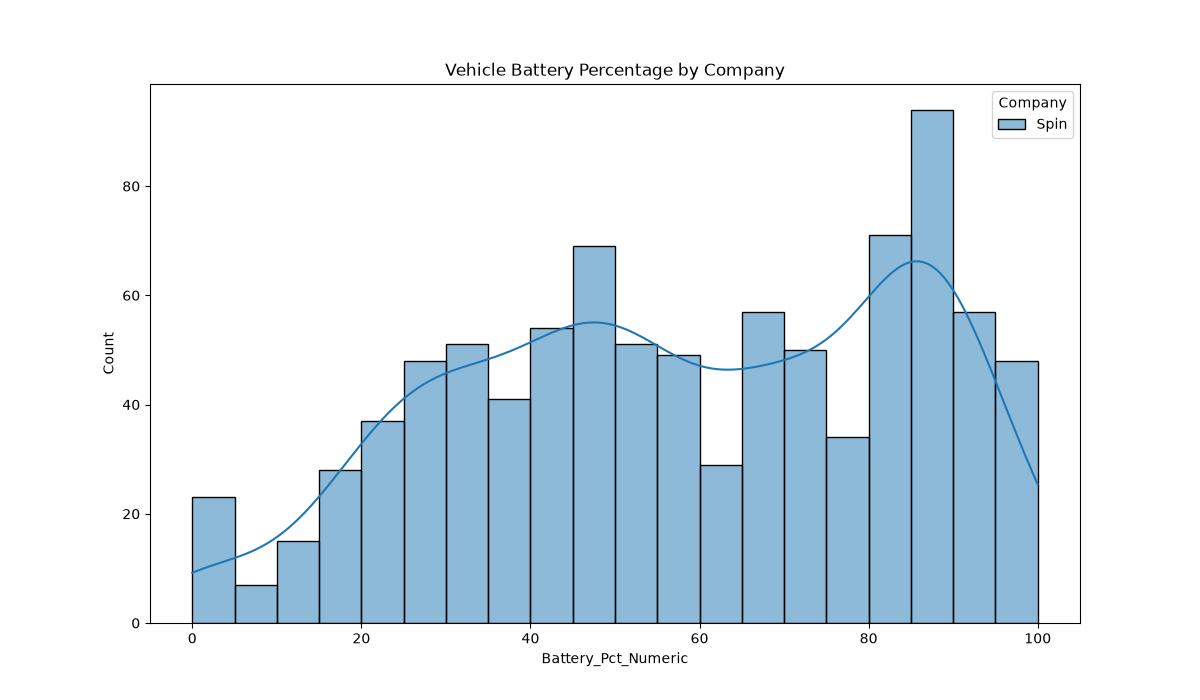 Vehicle Battery Percentage by Company
Company
Spin
Count
80
60
40
20
0
0 20 40 60 80 100
Battery_Pct_Numeric